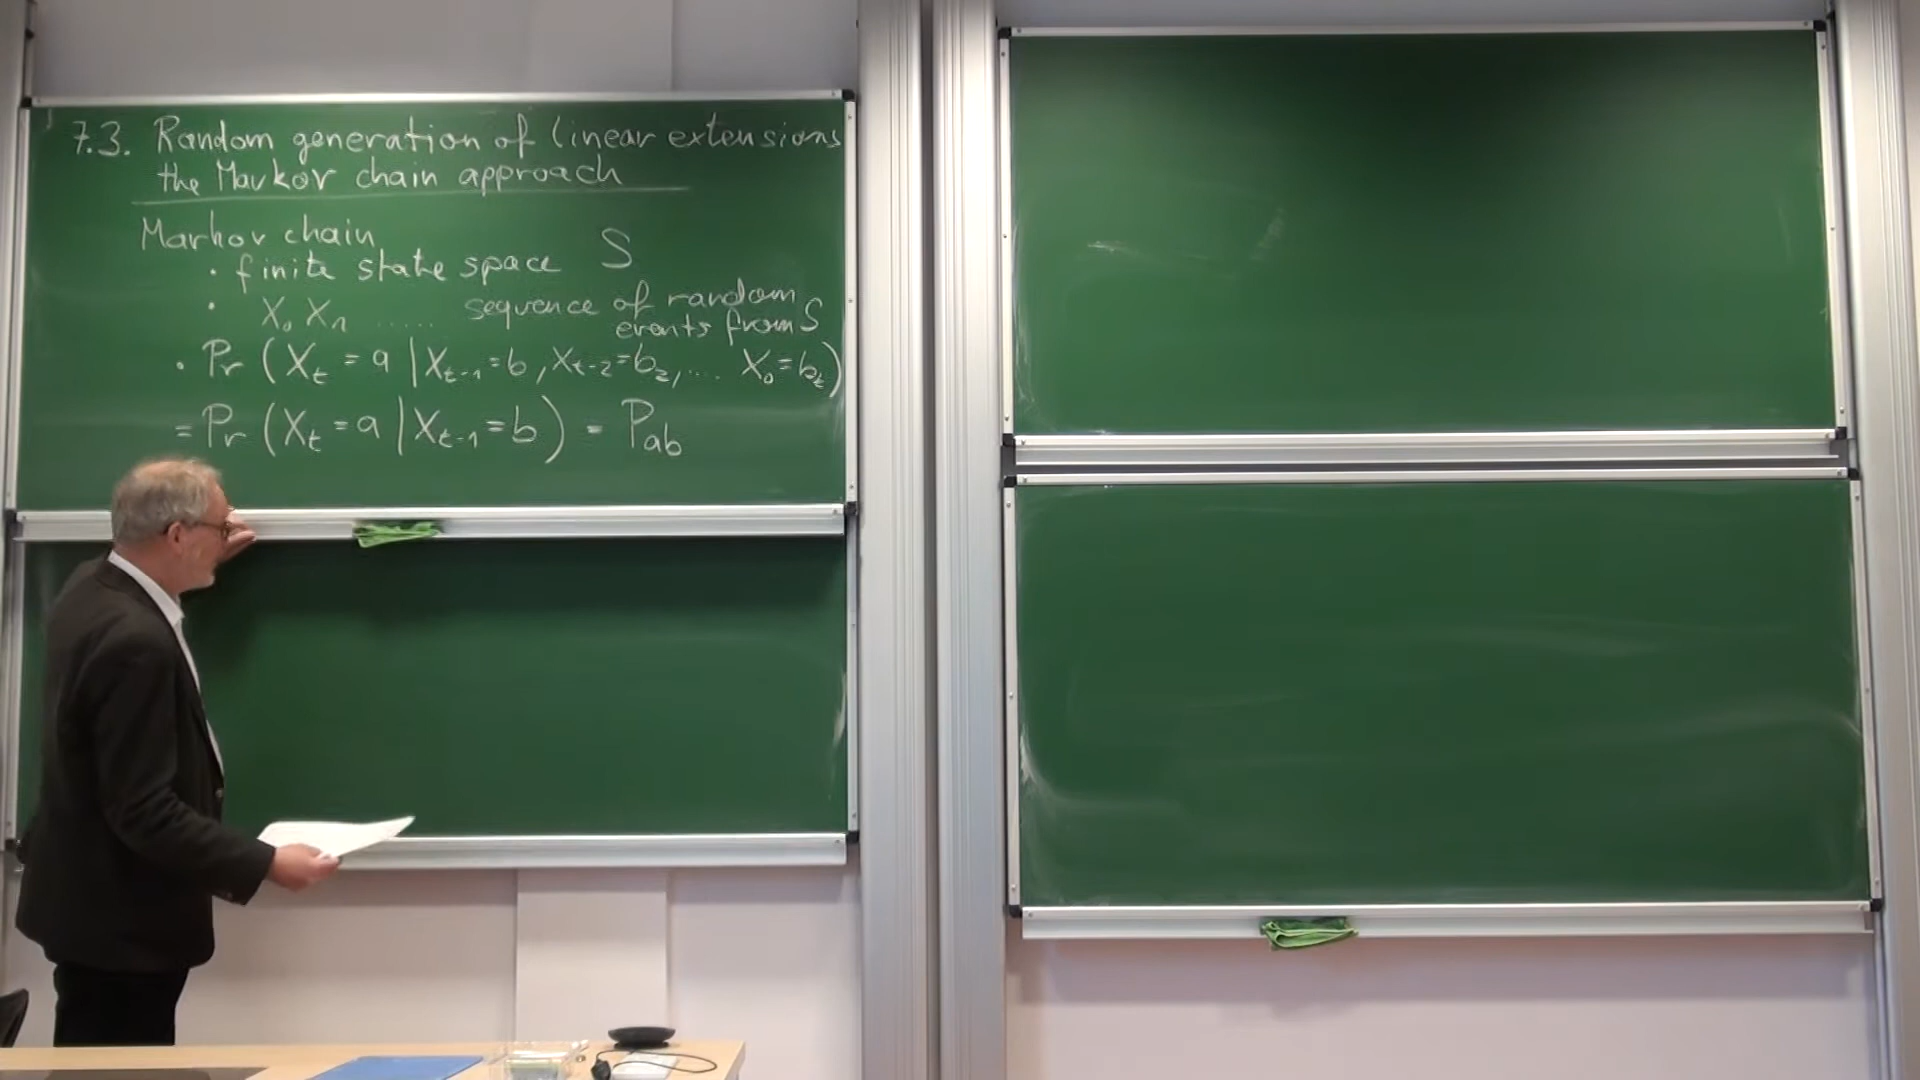 7.3. Random generation of linear extensions
the Markov chain approach
Markov chain
· finite state space S
· X₀ X₁ ...... sequence of random
events from S
· Pr (Xₜ = a | Xₜ₋₁ = b, Xₜ₋₂ = b₂, ... X₀ = bₜ)
= Pr (Xₜ = a | Xₜ₋₁ = b) = P_ab